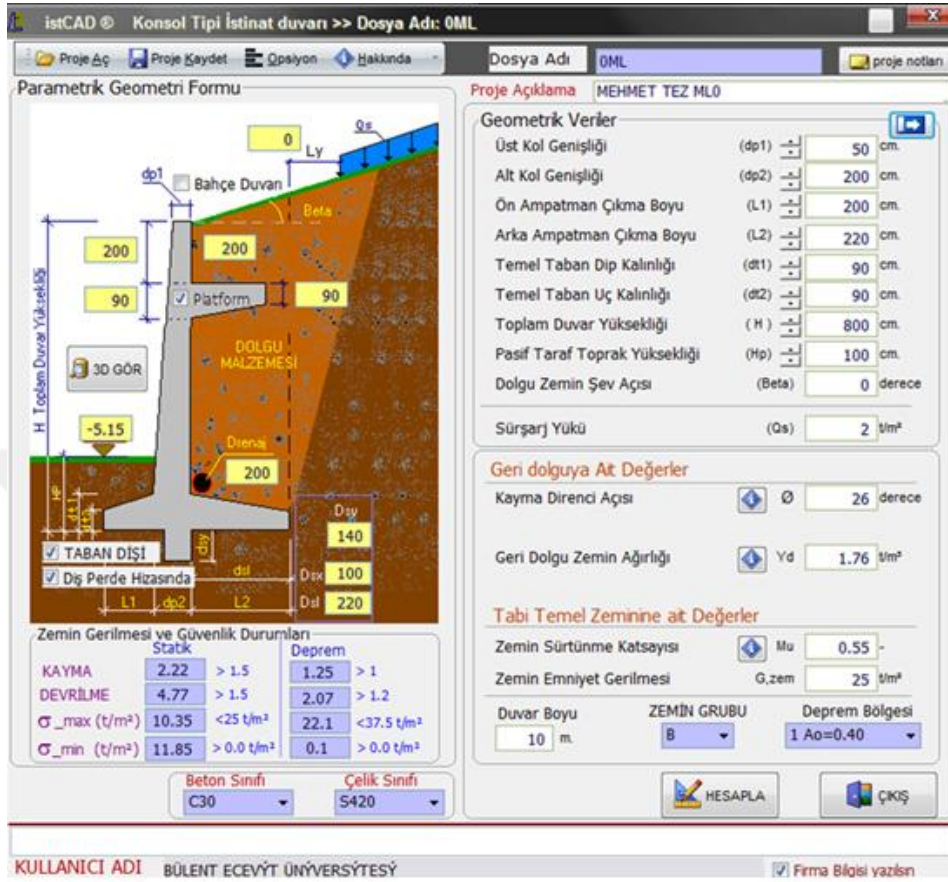 istCAD ® Konsol Tipi İstinat duvarı >> Dosya Adı: 0ML
Proje Aç Proje Kaydet Opsiyon Hakkında
Dosya Adı 0ML proje notları
Parametrik Geometri Formu
Proje Açıklama MEHMET TEZ ML0
0
Qs
Ly
dp1
Bahçe Duvarı
Beta
200
200
90
Platform
90
H Toplam Duvar Yüksekliği
DOLGU
MALZEMESİ
3D GÖR
-5.15
Drenaj
200
HP
dt1
dt2
dsy
Dsy
140
TABAN DİŞİ
dsl
Dsx 100
Diş Perde Hizasında
L1 dp2 L2
Dsl 220
Zemin Gerilmesi ve Güvenlik Durumları
Statik Deprem
KAYMA 2.22 > 1.5 1.25 > 1
DEVRİLME 4.77 > 1.5 2.07 > 1.2
σ_max (t/m²) 10.35 <25 t/m² 22.1 <37.5 t/m²
σ_min (t/m²) 11.85 > 0.0 t/m² 0.1 > 0.0 t/m²
Beton Sınıfı Çelik Sınıfı
C30 S420
Geometrik Veriler
Üst Kol Genişliği (dp1) 50 cm.
Alt Kol Genişliği (dp2) 200 cm.
Ön Ampatman Çıkma Boyu (L1) 200 cm.
Arka Ampatman Çıkma Boyu (L2) 220 cm.
Temel Taban Dip Kalınlığı (dt1) 90 cm.
Temel Taban Uç Kalınlığı (dt2) 90 cm.
Toplam Duvar Yüksekliği (H) 800 cm.
Pasif Taraf Toprak Yüksekliği (Hp) 100 cm.
Dolgu Zemin Şev Açısı (Beta) 0 derece
Sürşarj Yükü (Qs) 2 t/m²
Geri dolguya Ait Değerler
Kayma Direnci Açısı Ø 26 derece
Geri Dolgu Zemin Ağırlığı Yd 1.76 t/m³
Tabi Temel Zeminine ait Değerler
Zemin Sürtünme Katsayısı Mu 0.55 -
Zemin Emniyet Gerilmesi G,zem 25 t/m²
Duvar Boyu ZEMİN GRUBU Deprem Bölgesi
10 m. B 1 Ao=0.40
HESAPLA ÇIKIŞ
KULLANICI ADI BÜLENT ECEVÝT ÜNÝVERSÝTESÝ Firma Bilgisi yazılsın